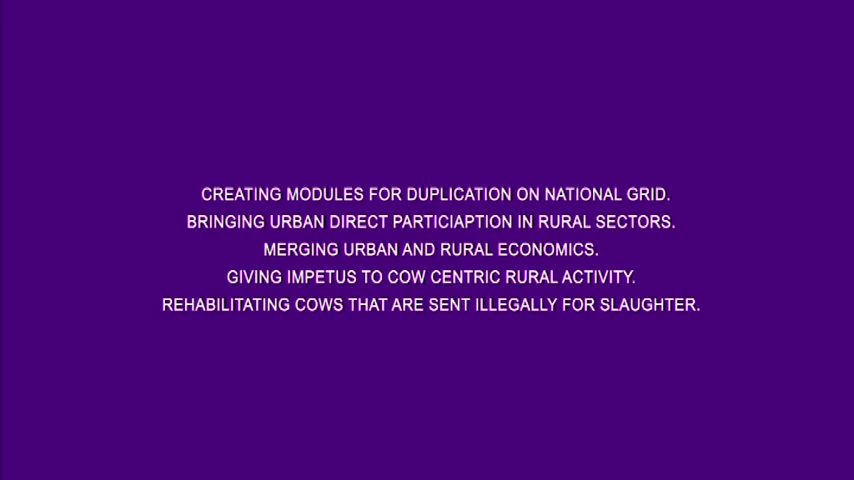 CREATING MODULES FOR DUPLICATION ON NATIONAL GRID.
BRINGING URBAN DIRECT PARTICIAPTION IN RURAL SECTORS.
MERGING URBAN AND RURAL ECONOMICS.
GIVING IMPETUS TO COW CENTRIC RURAL ACTIVITY.
REHABILITATING COWS THAT ARE SENT ILLEGALLY FOR SLAUGHTER.